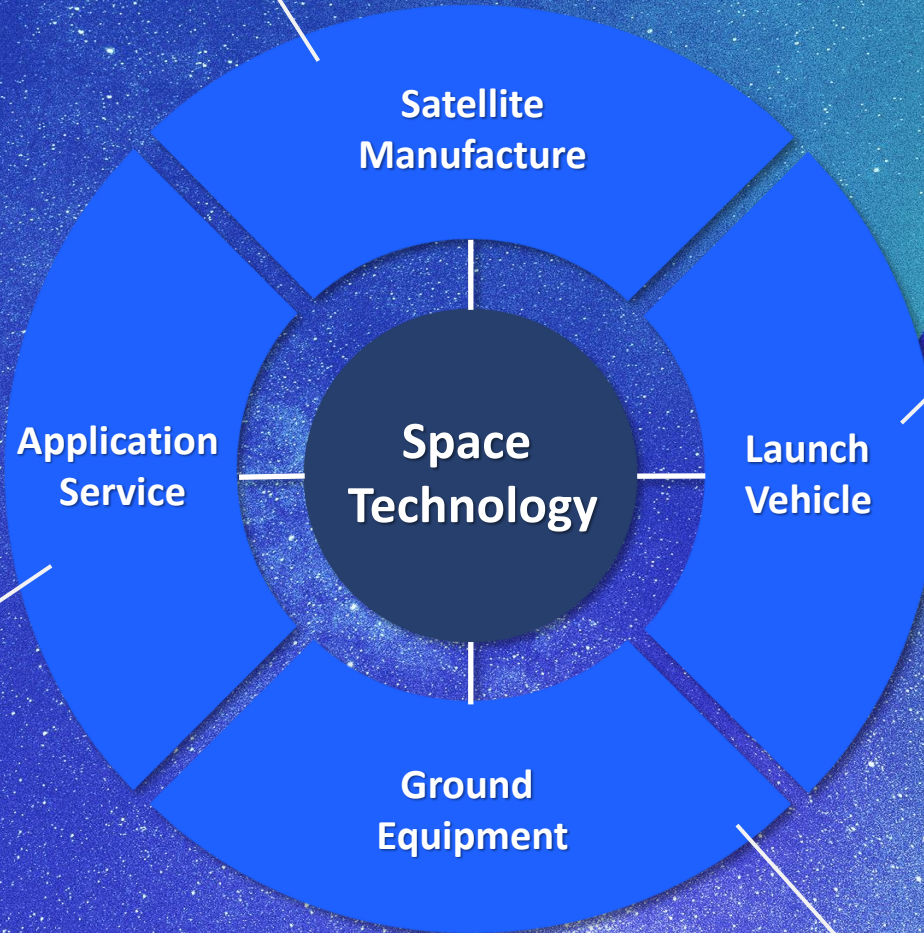 Satellite
Manufacture
Application
Service
Space
Technology
Launch
Vehicle
Ground
Equipment